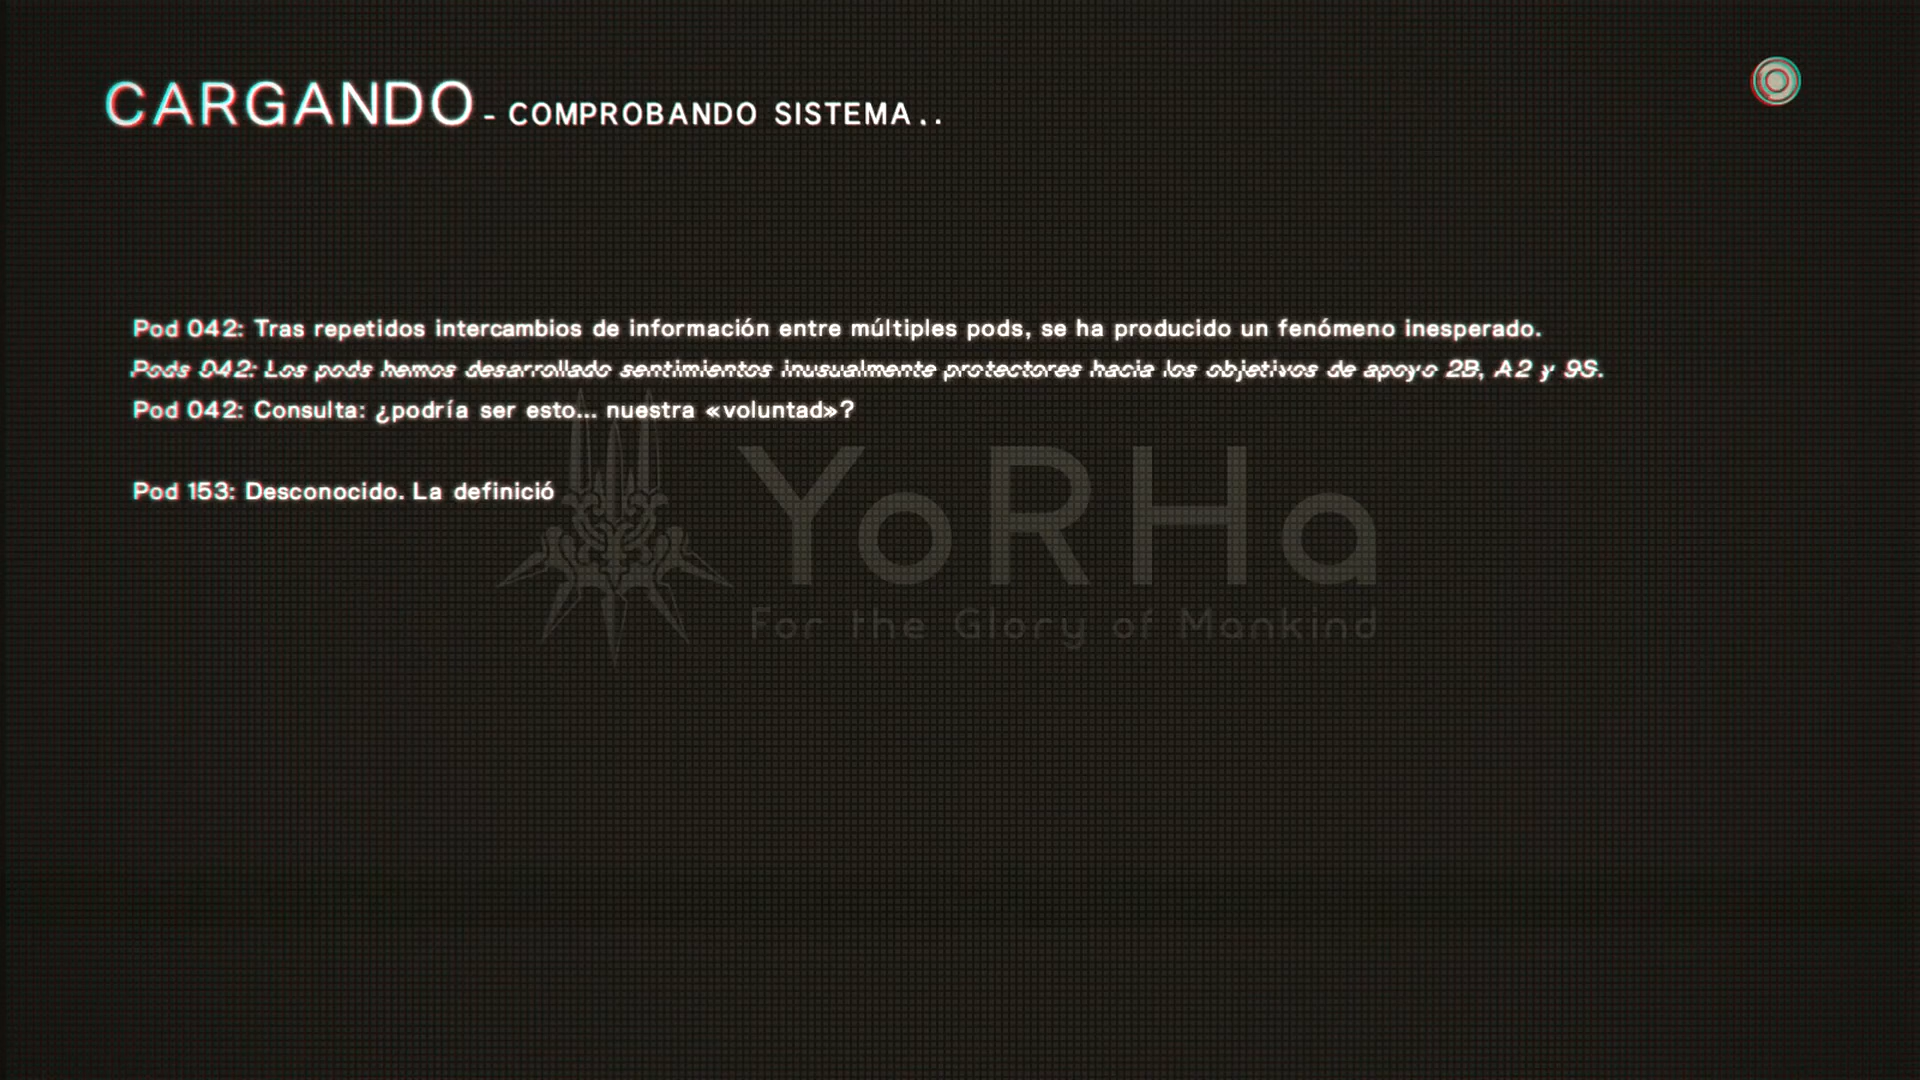 CARGANDO - COMPROBANDO SISTEMA..
Pod 042: Tras repetidos intercambios de información entre múltiples pods, se ha producido un fenómeno inesperado.
Pods 042: Los pods hemos desarrollado sentimientos inusualmente protectores hacia los objetivos de apoyo 2B, A2 y 9S.
Pod 042: Consulta: ¿podría ser esto... nuestra «voluntad»?
Pod 153: Desconocido. La definició
YoRHa
For the Glory of Mankind